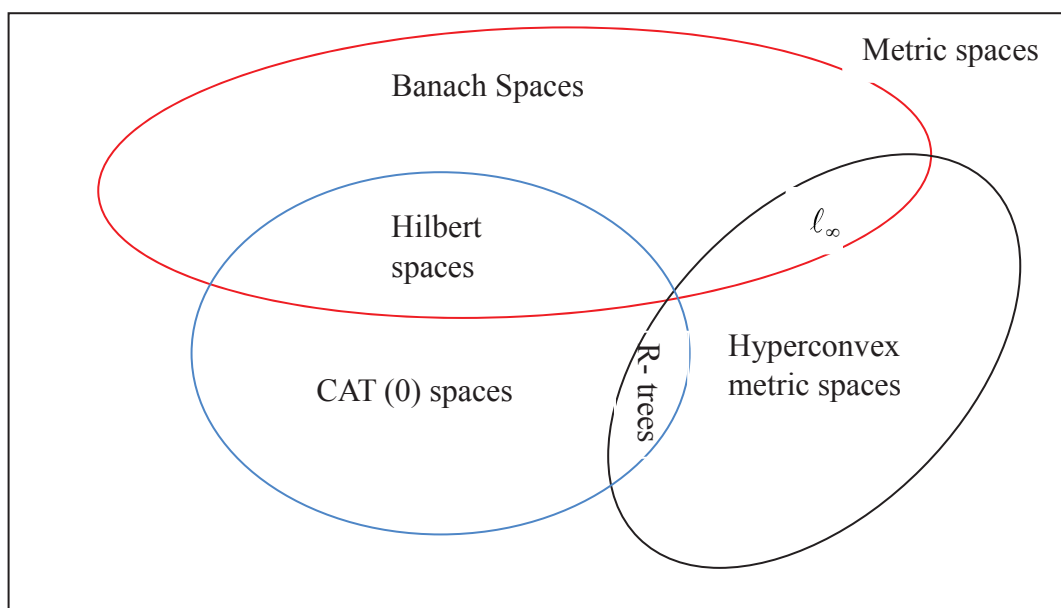 Metric spaces
Banach Spaces
Hilbert
spaces
ℓ∞
Hyperconvex
metric spaces
R- trees
CAT (0) spaces